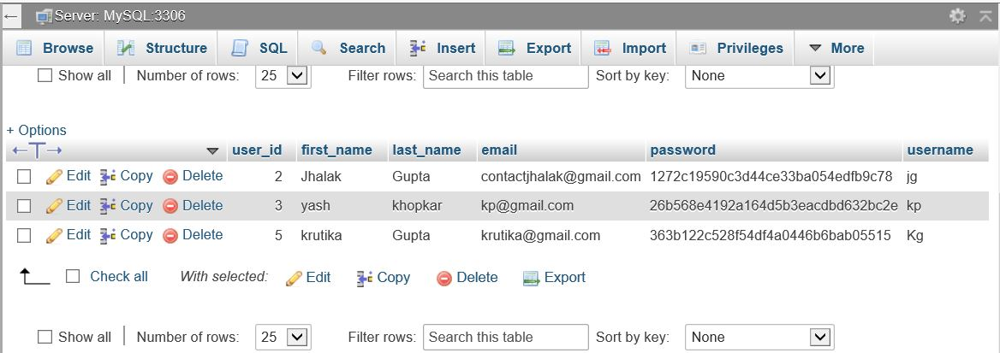 Server: MySQL:3306
Browse Structure SQL Search Insert Export Import Privileges More
Show all Number of rows: 25 Filter rows: Search this table Sort by key: None
+ Options
user_id first_name last_name email password username
Edit Copy Delete 2 Jhalak Gupta contactjhalak@gmail.com 1272c19590c3d44ce33ba054edfb9c78 jg
Edit Copy Delete 3 yash khopkar kp@gmail.com 26b568e4192a164d5b3eacdbd632bc2e kp
Edit Copy Delete 5 krutika Gupta krutika@gmail.com 363b122c528f54df4a0446b6bab05515 Kg
Check all With selected: Edit Copy Delete Export
Show all Number of rows: 25 Filter rows: Search this table Sort by key: None